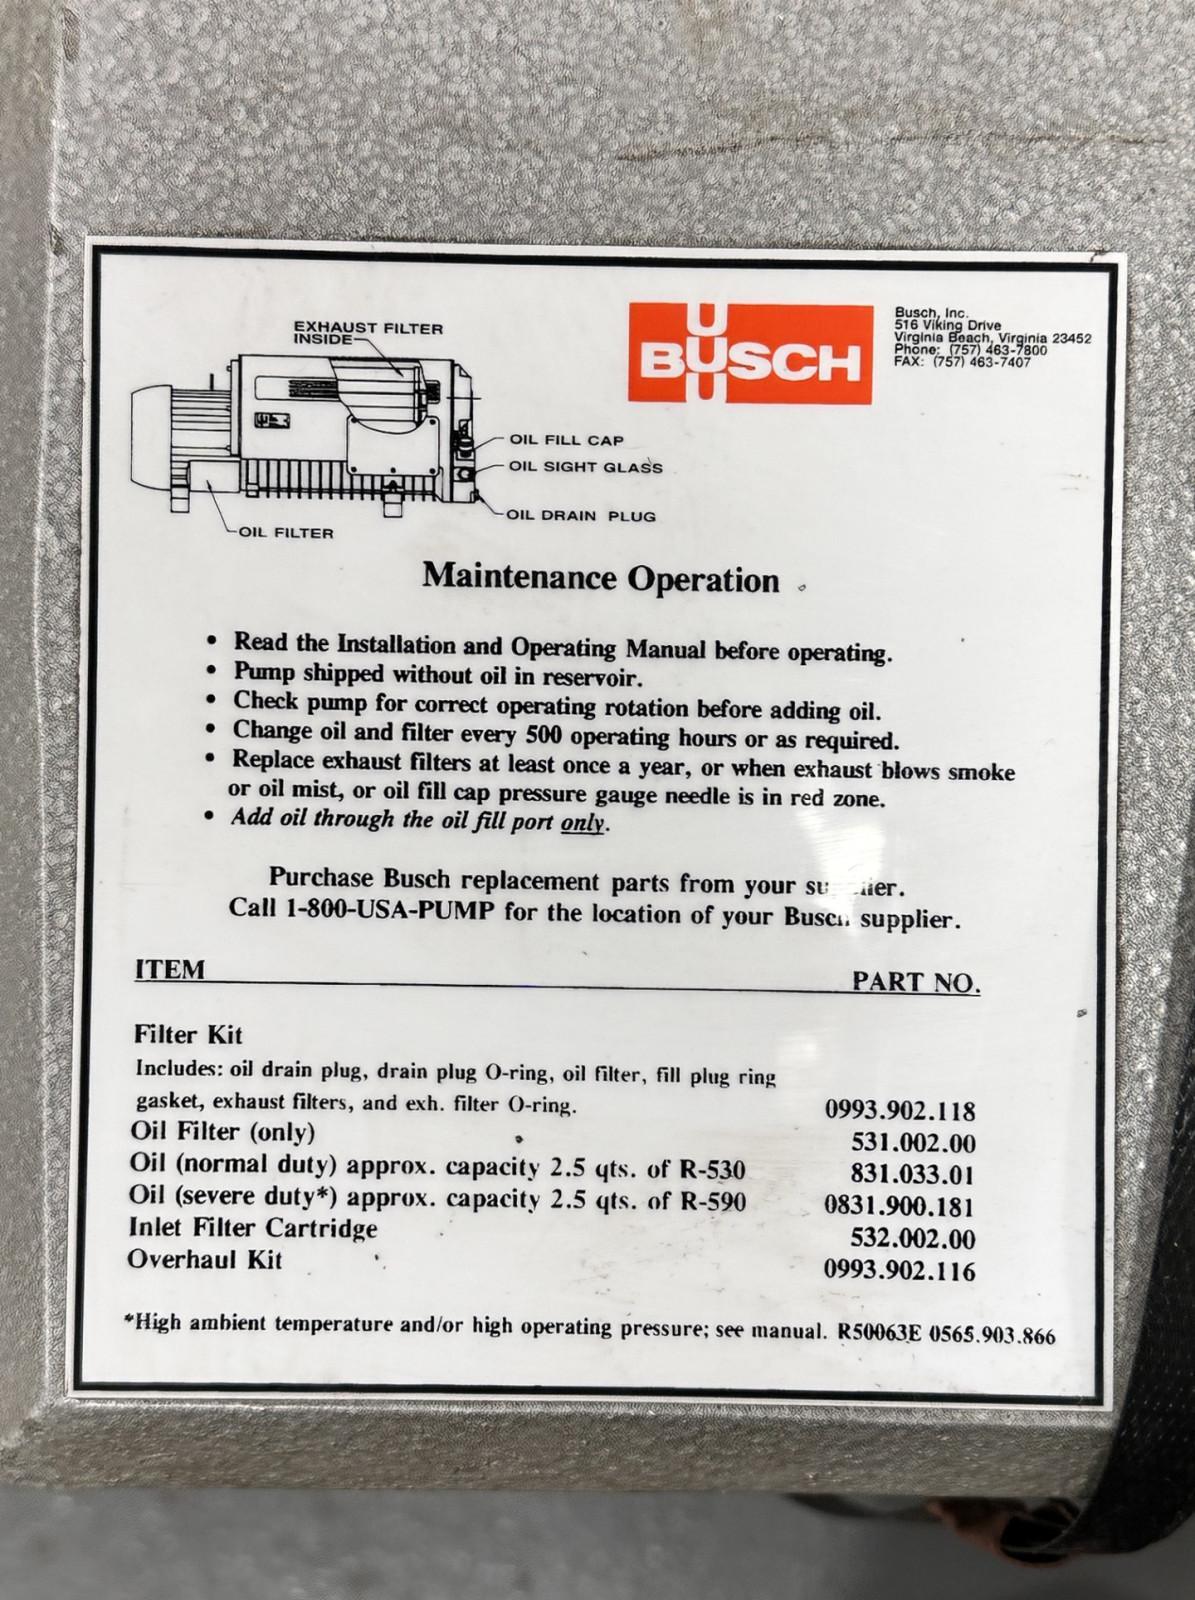 EXHAUST FILTER
INSIDE
OIL FILL CAP
OIL SIGHT GLASS
OIL DRAIN PLUG
OIL FILTER
BUSCH
Busch, Inc.
516 Viking Drive
Virginia Beach, Virginia 23452
Phone: (757) 463-7800
FAX: (757) 463-7407
Maintenance Operation
• Read the Installation and Operating Manual before operating.
• Pump shipped without oil in reservoir.
• Check pump for correct operating rotation before adding oil.
• Change oil and filter every 500 operating hours or as required.
• Replace exhaust filters at least once a year, or when exhaust blows smoke
or oil mist, or oil fill cap pressure gauge needle is in red zone.
• Add oil through the oil fill port only.
Purchase Busch replacement parts from your supplier.
Call 1-800-USA-PUMP for the location of your Busch supplier.
ITEM PART NO.
Filter Kit
Includes: oil drain plug, drain plug O-ring, oil filter, fill plug ring
gasket, exhaust filters, and exh. filter O-ring. 0993.902.118
Oil Filter (only) 531.002.00
Oil (normal duty) approx. capacity 2.5 qts. of R-530 831.033.01
Oil (severe duty*) approx. capacity 2.5 qts. of R-590 0831.900.181
Inlet Filter Cartridge 532.002.00
Overhaul Kit 0993.902.116
*High ambient temperature and/or high operating pressure; see manual. R50063E 0565.903.866